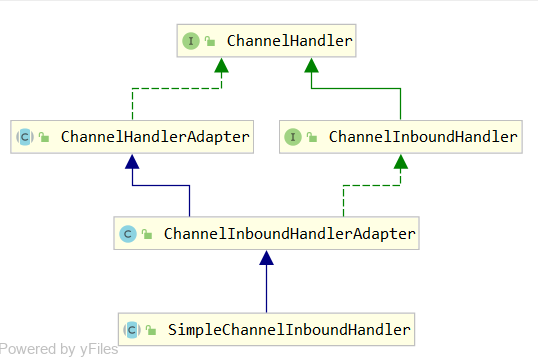 I ChannelHandler
C ChannelHandlerAdapter
I ChannelInboundHandler
C ChannelInboundHandlerAdapter
C SimpleChannelInboundHandler
Powered by yFiles